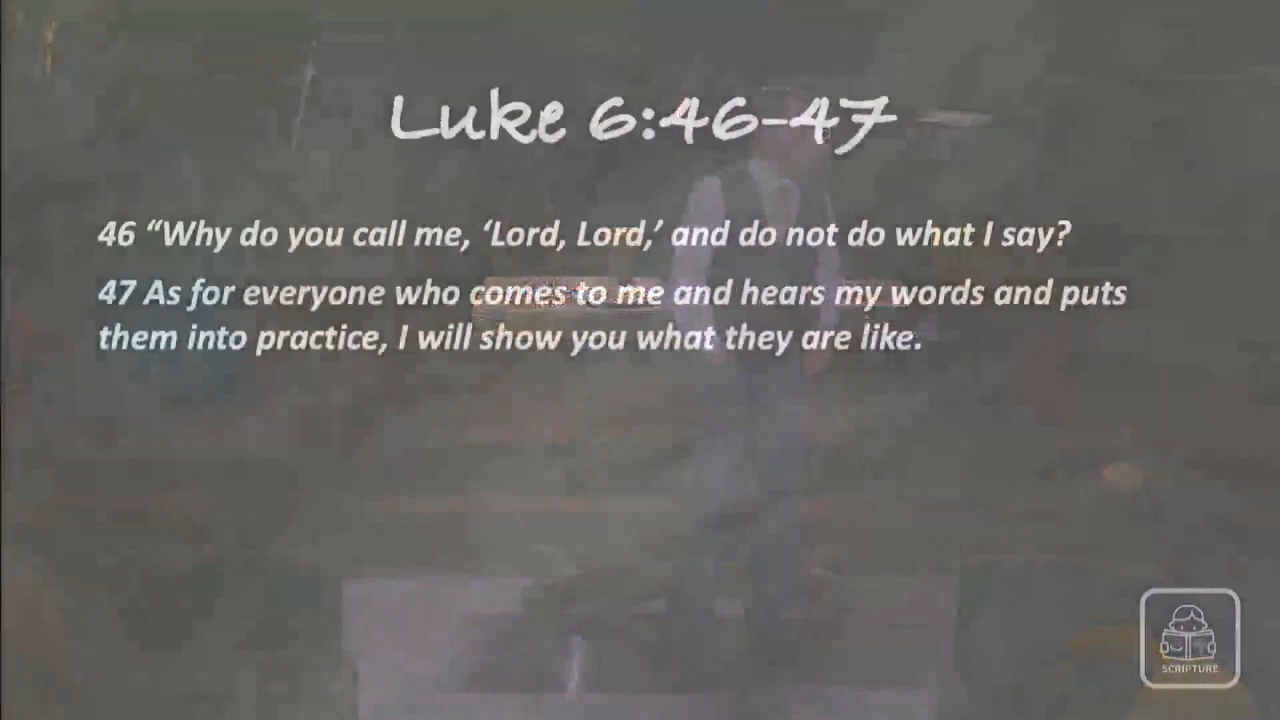 Luke 6:46-47
46 “Why do you call me, ‘Lord, Lord,’ and do not do what I say?
47 As for everyone who comes to me and hears my words and puts
them into practice, I will show you what they are like.
SCRIPTURE